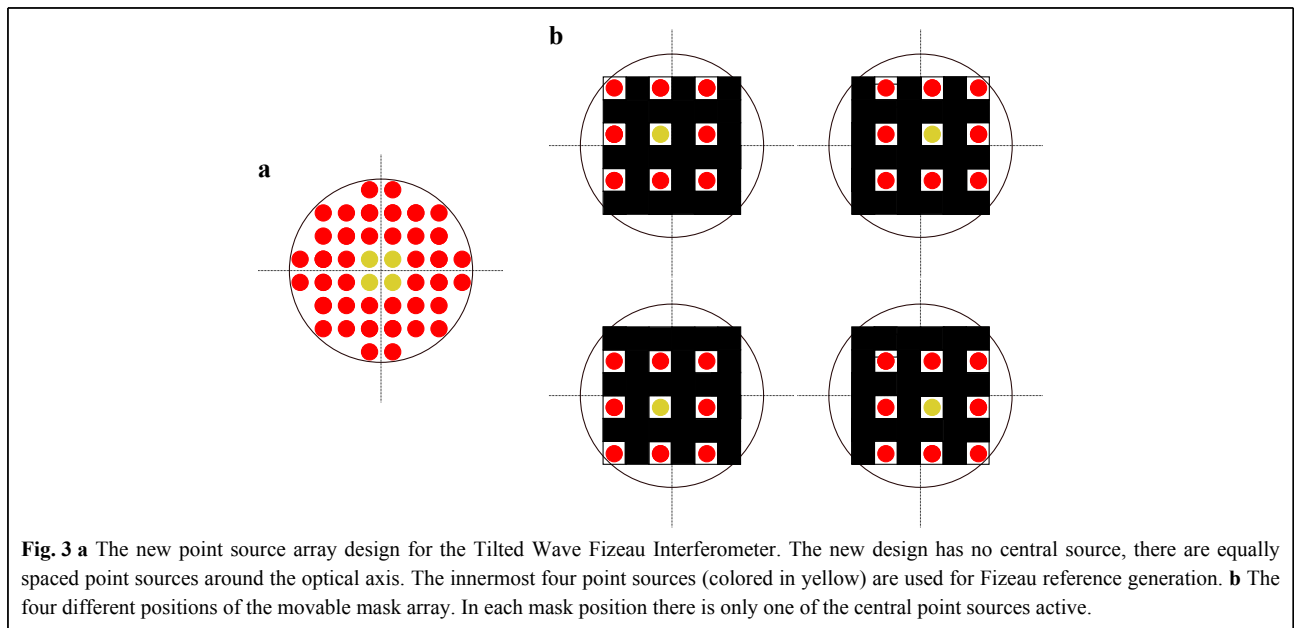 a
b
Fig. 3 a The new point source array design for the Tilted Wave Fizeau Interferometer. The new design has no central source, there are equally
spaced point sources around the optical axis. The innermost four point sources (colored in yellow) are used for Fizeau reference generation. b The
four different positions of the movable mask array. In each mask position there is only one of the central point sources active.